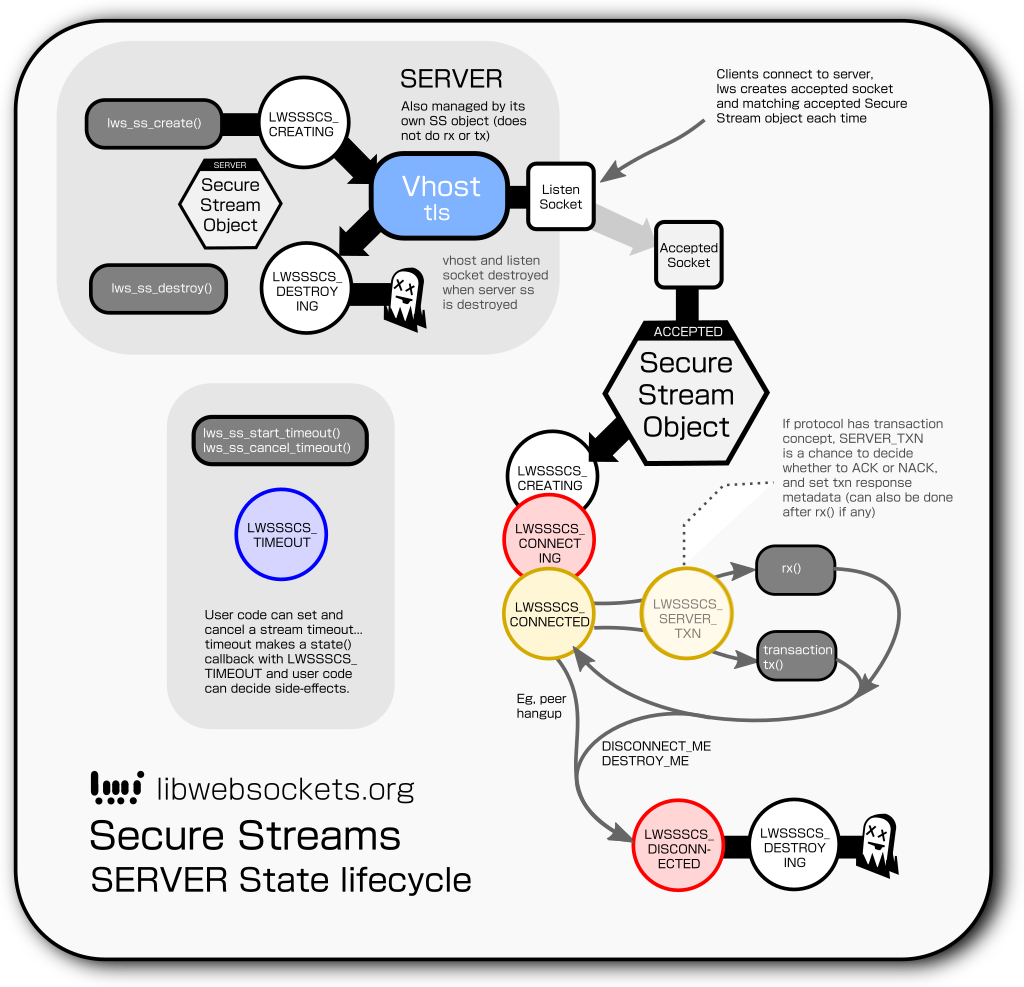 SERVER
Also managed by its
own SS object (does
not do rx or tx)
lws_ss_create()
LWSSSCS_
CREATING
SERVER
Secure
Stream
Object
Vhost
tls
Listen
Socket
lws_ss_destroy()
LWSSSCS_
DESTROY
ING
vhost and listen
socket destroyed
when server ss
is destroyed
Clients connect to server,
lws creates accepted socket
and matching accepted Secure
Stream object each time
Accepted
Socket
ACCEPTED
Secure
Stream
Object
lws_ss_start_timeout()
lws_ss_cancel_timeout()
LWSSSCS_
TIMEOUT
User code can set and
cancel a stream timeout...
timeout makes a state()
callback with LWSSSCS_
TIMEOUT and user code
can decide side-effects.
LWSSSCS_
CREATING
LWSSSCS_
CONNECT
ING
LWSSSCS_
CONNECTED
If protocol has transaction
concept, SERVER_TXN
is a chance to decide
whether to ACK or NACK,
and set txn response
metadata (can also be done
after rx() if any)
LWSSSCS_
SERVER_
TXN
rx()
transaction
tx()
Eg, peer
hangup
DISCONNECT_ME
DESTROY_ME
LWSSSCS_
DISCONN-
ECTED
LWSSSCS_
DESTROY
ING
libwebsockets.org
Secure Streams
SERVER State lifecycle